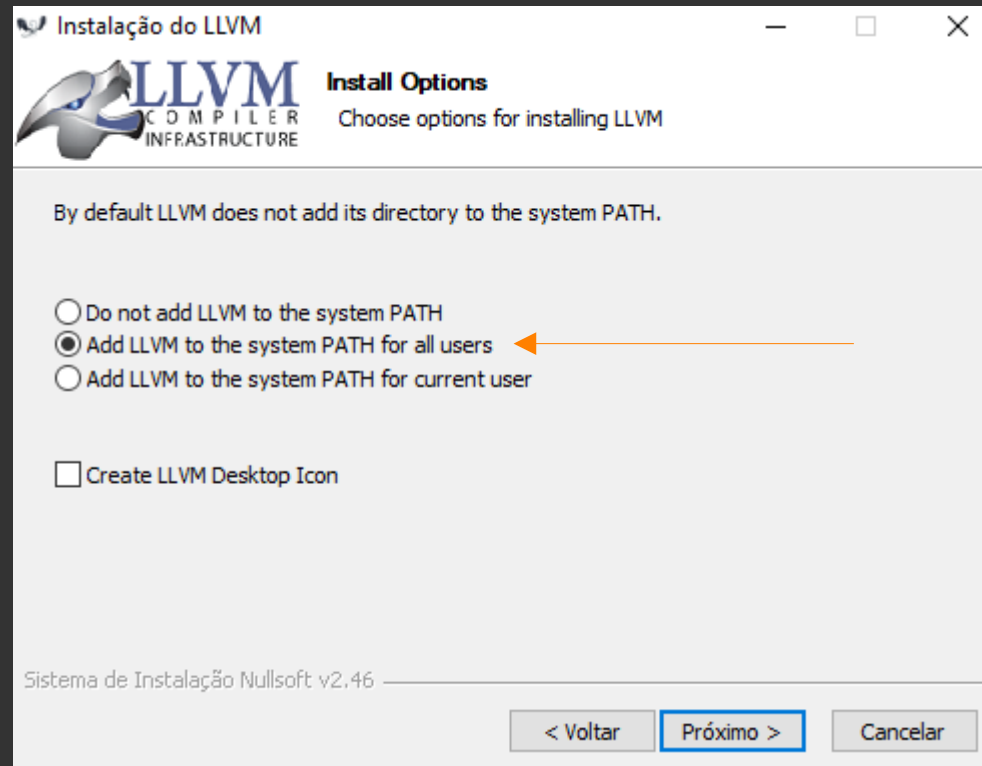 Instalação do LLVM
LLVM
COMPILER
INFRASTRUCTURE
Install Options
Choose options for installing LLVM
By default LLVM does not add its directory to the system PATH.
Do not add LLVM to the system PATH
Add LLVM to the system PATH for all users
Add LLVM to the system PATH for current user
Create LLVM Desktop Icon
Sistema de Instalação Nullsoft v2.46
< Voltar
Próximo >
Cancelar